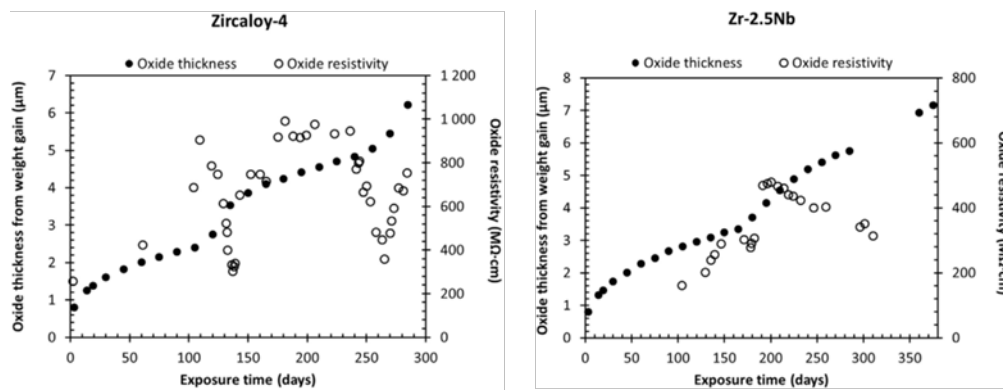 Zircaloy-4
● Oxide thickness ○ Oxide resistivity
Oxide thickness from weight gain (μm)
7
6
5
4
3
2
1
0
1 200
1 000
800
600
400
200
0
Oxide resistivity (MΩ·cm)
0 50 100 150 200 250 300
Exposure time (days)
Zr-2.5Nb
● Oxide thickness ○ Oxide resistivity
Oxide thickness from weight gain (μm)
8
7
6
5
4
3
2
1
0
800
600
400
200
0
Oxide resistivity (MΩ·cm)
0 50 100 150 200 250 300 350
Exposure time (days)